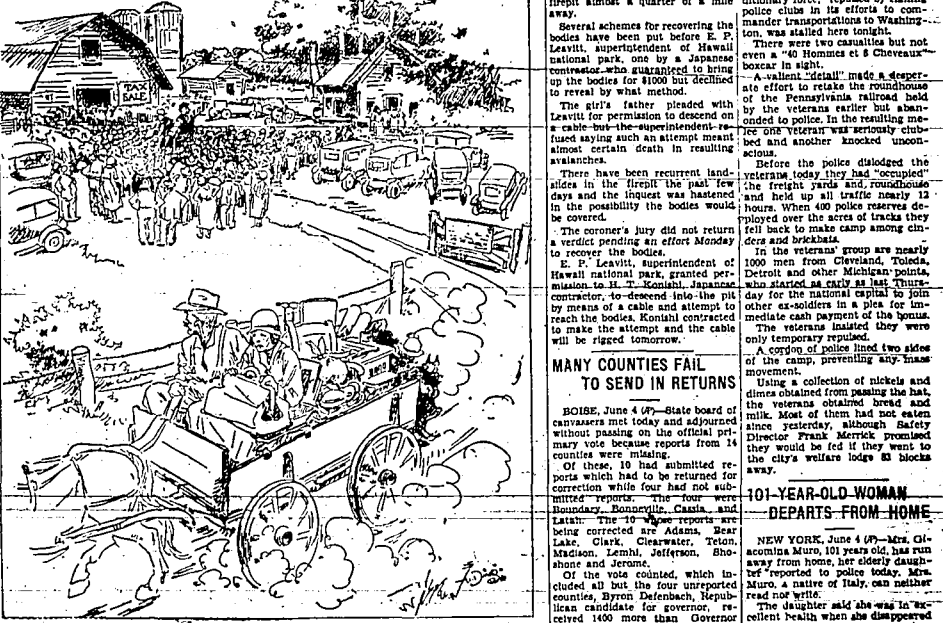 TAX
SALE
firepit almost a quarter of a mile
away.
Several schemes for recovering the
bodies have been put before E. P.
Leavitt, superintendent of Hawaii
national park, one by a Japanese
contractor who guaranteed to bring
up the bodies for $1000 but declined
to reveal by what method.
The girl's father pleaded with
Leavitt for permission to descend on
a cable but the superintendent re-
fused saying such an attempt meant
almost certain death in resulting
avalanches.
There have been recurrent land-
slides in the firepit the past few
days and the inquest was hastened
in the possibility the bodies would
be covered.
The coroner's jury did not return
a verdict pending an effort Monday
to recover the bodies.
E. P. Leavitt, superintendent of
Hawaii national park, granted per-
mission to H. T. Konishi, Japanese
contractor, to descend into the pit
by means of a cable and attempt to
reach the bodies. Konishi contracted
to make the attempt and the cable
will be rigged tomorrow.
MANY COUNTIES FAIL
TO SEND IN RETURNS
BOISE, June 4 (AP)—State board of
canvassers met today and adjourned
without passing on the official pri-
mary vote because reports from 14
counties were missing.
Of these, 10 had submitted re-
ports which had to be returned for
correction while four had not sub-
mitted reports. The four were
Boundary, Bonneville, Cassia, and
Latah. The 10 whose reports are
being corrected are Adams, Bear
Lake, Clark, Clearwater, Teton,
Madison, Lemhi, Jefferson, Sho-
shone and Jerome.
Of the vote counted, which in-
cluded all but the four unreported
counties, Byron Defenbach, Repub-
lican candidate for governor, re-
ceived 1400 more than Governor
police clubs in its efforts to com-
mander transportations to Washing-
ton, was stalled here tonight.
There were two casualties but not
even a "40 Hommes et 8 Cheveaux"
boxcar in sight.
A valient "detail" made a desper-
ate effort to retake the roundhouse
of the Pennsylvania railroad held
by the veterans earlier but aban-
onded to police. In the resulting me-
lee one veteran was seriously club-
bed and another knocked uncon-
scious.
Before the police dislodged the
veterans today they had "occupied"
the freight yards and roundhouse
and held up all traffic nearly 12
hours. When 400 police reserves de-
ployed over the acres of tracks they
fell back to make camp among cin-
ders and brickbats.
In the veterans' group are nearly
1000 men from Cleveland, Toledo,
Detroit and other Michigan points,
who started as early as last Thurs-
day for the national capital to join
other ex-soldiers in a plea for im-
mediate cash payment of the bonus.
The veterans insisted they were
only temporary repulsed.
A cordon of police lined two sides
of the camp, preventing any mass
movement.
Using a collection of nickels and
dimes obtained from passing the hat,
the veterans obtained bread and
milk. Most of them had not eaten
since yesterday, although Safety
Director Frank Merrick promised
they would be fed if they went to
the city's welfare lodge 83 blocks
away.
101-YEAR-OLD WOMAN
DEPARTS FROM HOME
NEW YORK, June 4 (AP)—Mrs. Gi-
acomina Muro, 101 years old, has run
away from home, her elderly daugh-
ter reported to police today. Mrs.
Muro, a native of Italy, can neither
read nor write.
The daughter said she was in ex-
cellent health when she disappeared